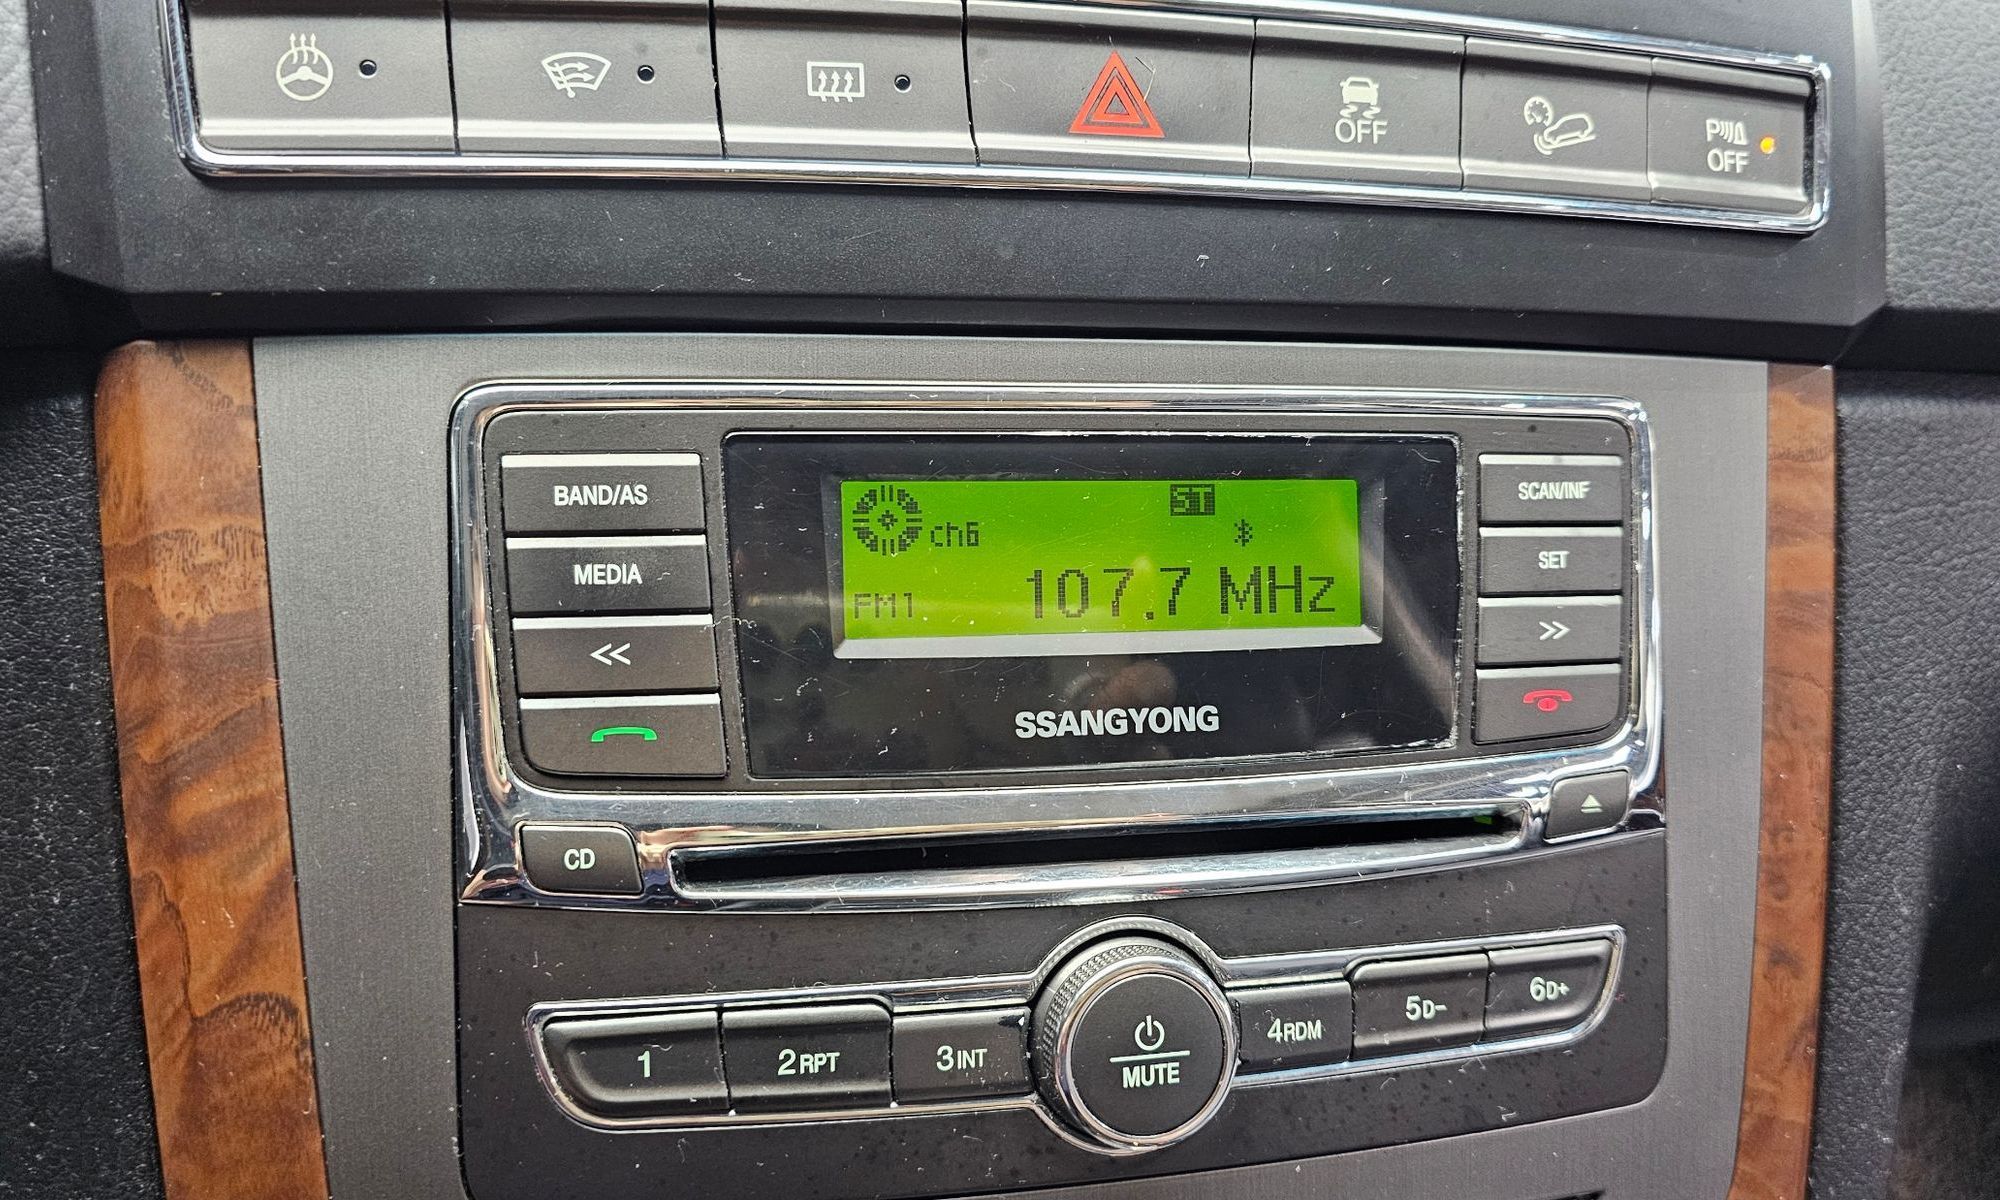 OFF
P
OFF
BAND/AS
MEDIA
<<
CD
ch6
ST
FM1
107.7 MHz
SSANGYONG
SCAN/INF
SET
>>
1
2RPT
3INT
MUTE
4RDM
5D-
6D+